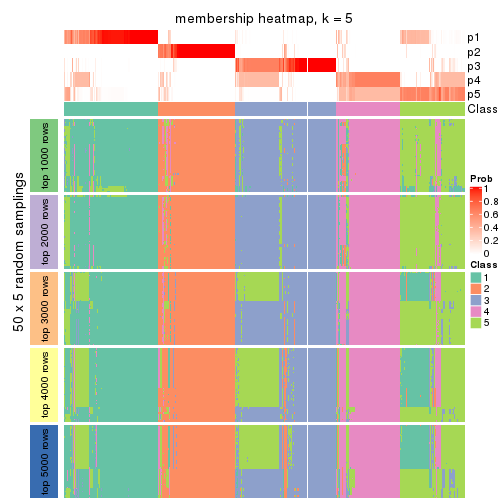 membership heatmap, k = 5
p1
p2
p3
p4
p5
Class
50 x 5 random samplings
top 1000 rows
top 2000 rows
top 3000 rows
top 4000 rows
top 5000 rows
Prob
1
0.8
0.6
0.4
0.2
0
Class
1
2
3
4
5